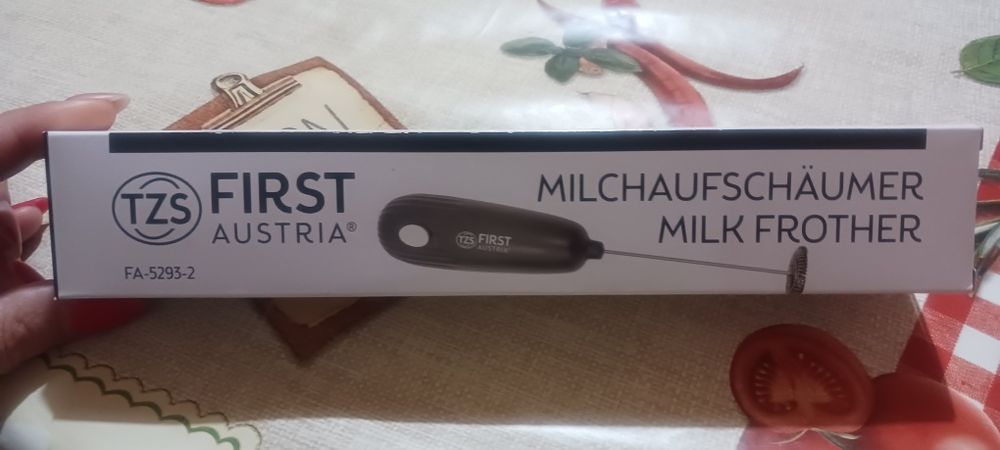 TZS FIRST
AUSTRIA®
FA-5293-2
TZS FIRST
AUSTRIA
MILCHAUFSCHÄUMER
MILK FROTHER